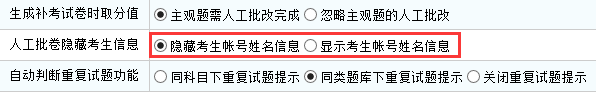 生成补考试卷时取分值 主观题需人工批改完成 忽略主观题的人工批改
人工批卷隐藏考生信息 隐藏考生帐号姓名信息 显示考生帐号姓名信息
自动判断重复试题功能 同科目下重复试题提示 同类题库下重复试题提示 关闭重复试题提示